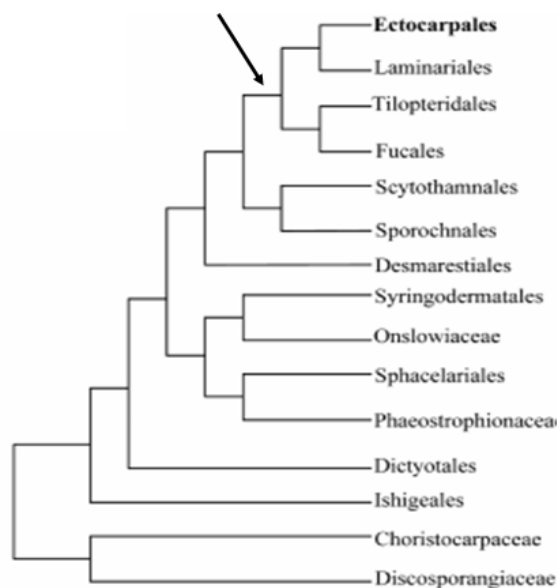 Ectocarpales
Laminariales
Tilopteridales
Fucales
Scytothamnales
Sporochnales
Desmarestiales
Syringodermatales
Onslowiaceae
Sphacelariales
Phaeostrophionaceae
Dictyotales
Ishigeales
Choristocarpaceae
Discosporangiaceae